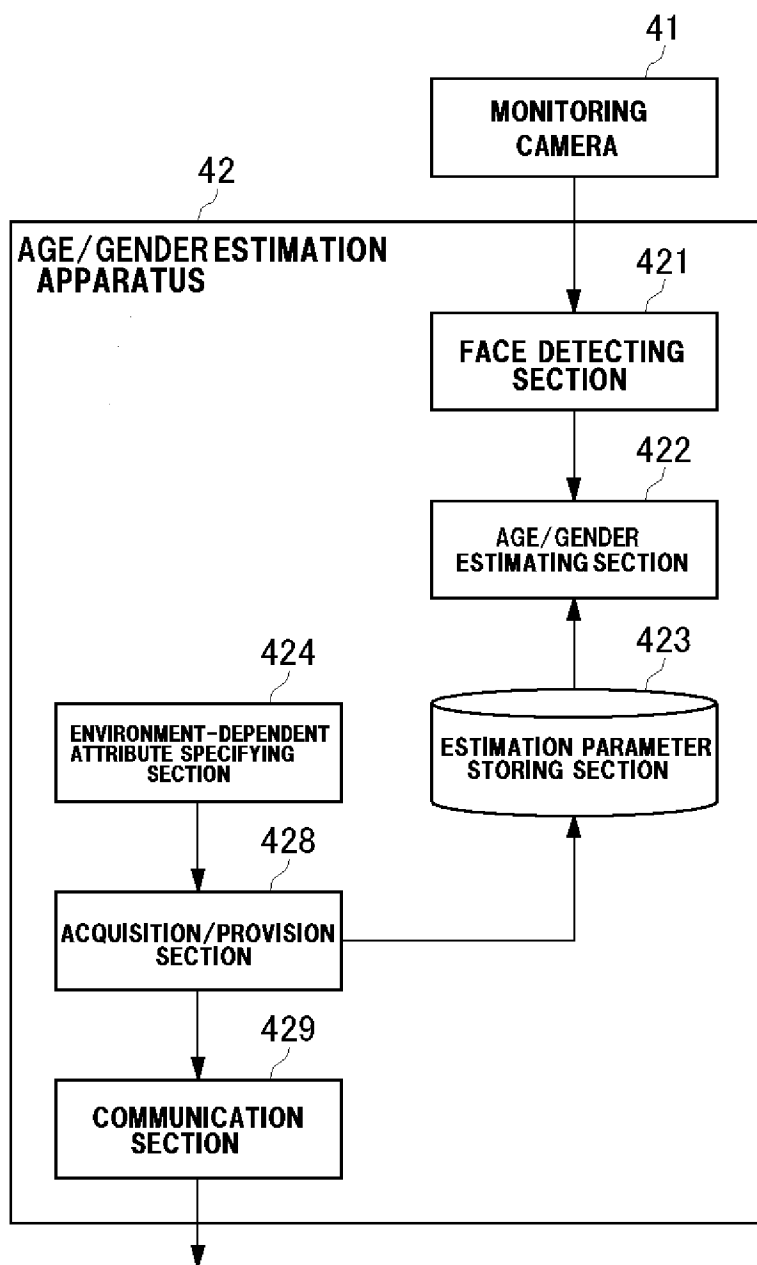 41
MONITORING
CAMERA
42
AGE/GENDER ESTIMATION
APPARATUS
421
FACE DETECTING
SECTION
422
AGE/GENDER
ESTIMATING SECTION
423
ESTIMATION PARAMETER
STORING SECTION
424
ENVIRONMENT-DEPENDENT
ATTRIBUTE SPECIFYING
SECTION
428
ACQUISITION/PROVISION
SECTION
429
COMMUNICATION
SECTION